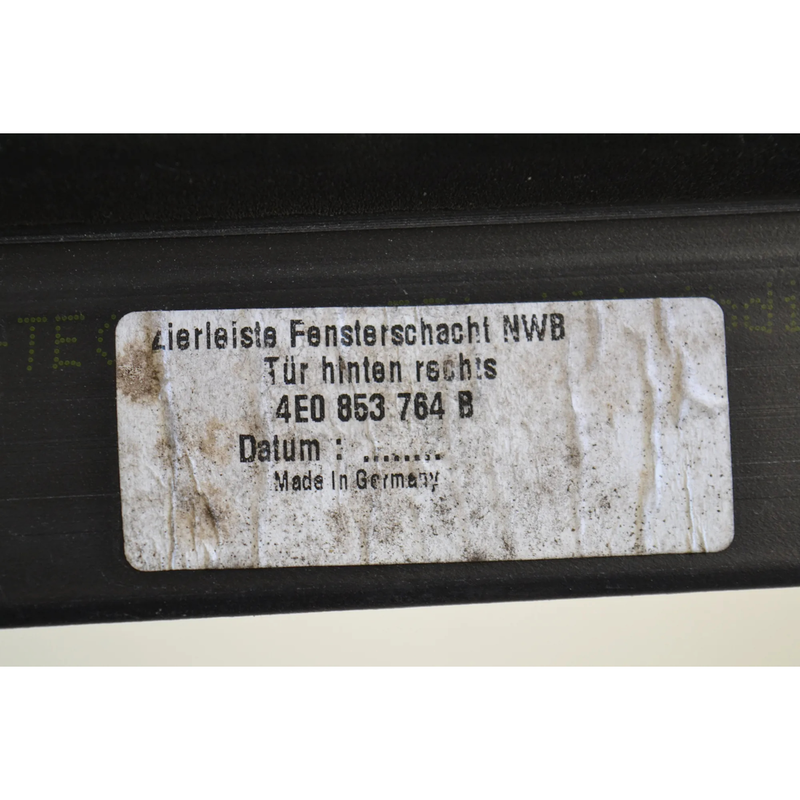 Zierleiste Fensterschacht NWB
Tür hinten rechts
4E0 853 764 B
Datum : ........
Made In Germany